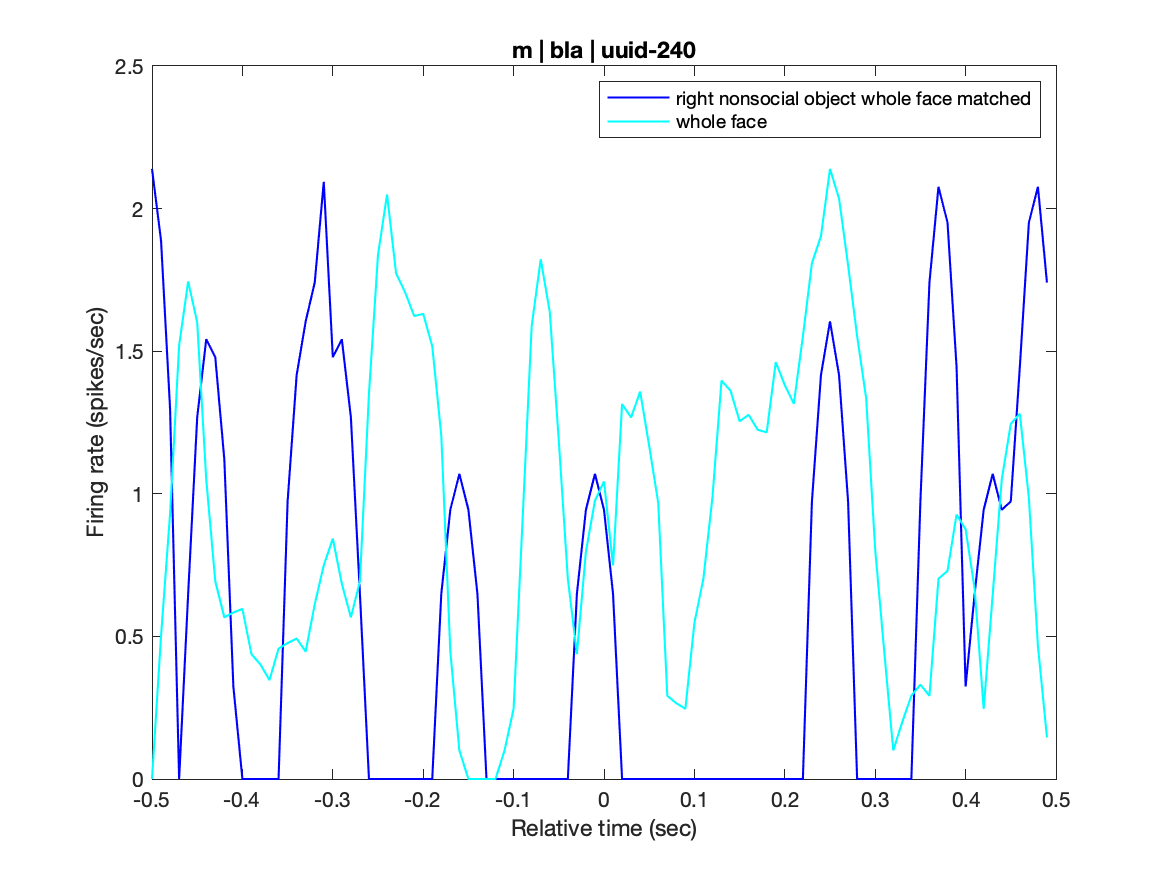 m | bla | uuid-240
right nonsocial object whole face matched
whole face
Firing rate (spikes/sec)
2.5
2
1.5
1
0.5
0
-0.5 -0.4 -0.3 -0.2 -0.1 0 0.1 0.2 0.3 0.4 0.5
Relative time (sec)